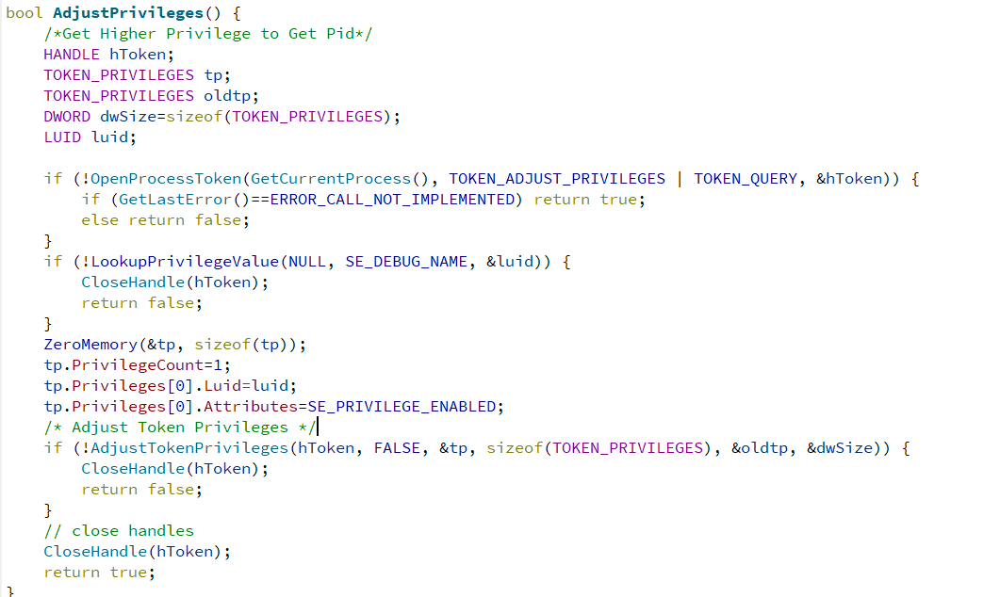 bool AdjustPrivileges() {
    /*Get Higher Privilege to Get Pid*/
    HANDLE hToken;
    TOKEN_PRIVILEGES tp;
    TOKEN_PRIVILEGES oldtp;
    DWORD dwSize=sizeof(TOKEN_PRIVILEGES);
    LUID luid;

    if (!OpenProcessToken(GetCurrentProcess(), TOKEN_ADJUST_PRIVILEGES | TOKEN_QUERY, &hToken)) {
        if (GetLastError()==ERROR_CALL_NOT_IMPLEMENTED) return true;
        else return false;
    }
    if (!LookupPrivilegeValue(NULL, SE_DEBUG_NAME, &luid)) {
        CloseHandle(hToken);
        return false;
    }
    ZeroMemory(&tp, sizeof(tp));
    tp.PrivilegeCount=1;
    tp.Privileges[0].Luid=luid;
    tp.Privileges[0].Attributes=SE_PRIVILEGE_ENABLED;
    /* Adjust Token Privileges */
    if (!AdjustTokenPrivileges(hToken, FALSE, &tp, sizeof(TOKEN_PRIVILEGES), &oldtp, &dwSize)) {
        CloseHandle(hToken);
        return false;
    }
    // close handles
    CloseHandle(hToken);
    return true;
}